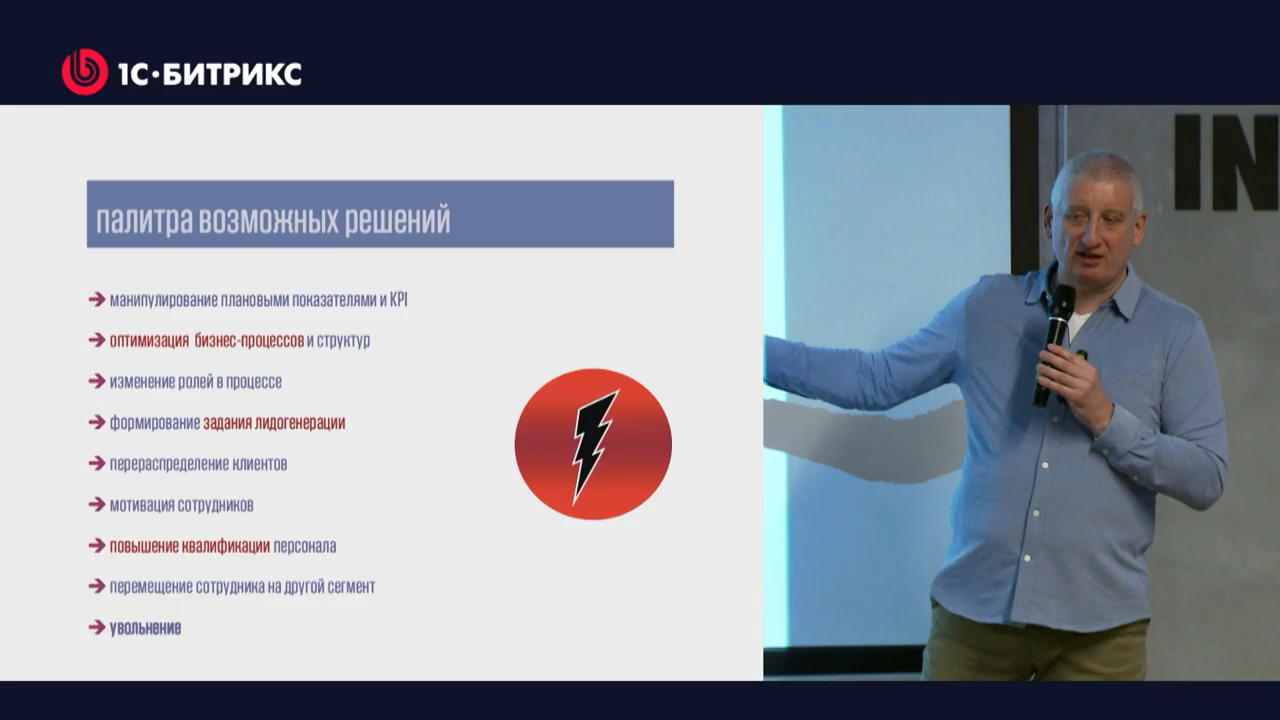 1С·БИТРИКС
палитра возможных решений
манипулирование плановыми показателями и KPI
оптимизация бизнес-процессов и структур
изменение ролей в процессе
формирование задания лидогенерации
перераспределение клиентов
мотивация сотрудников
повышение квалификации персонала
перемещение сотрудника на другой сегмент
увольнение
IN